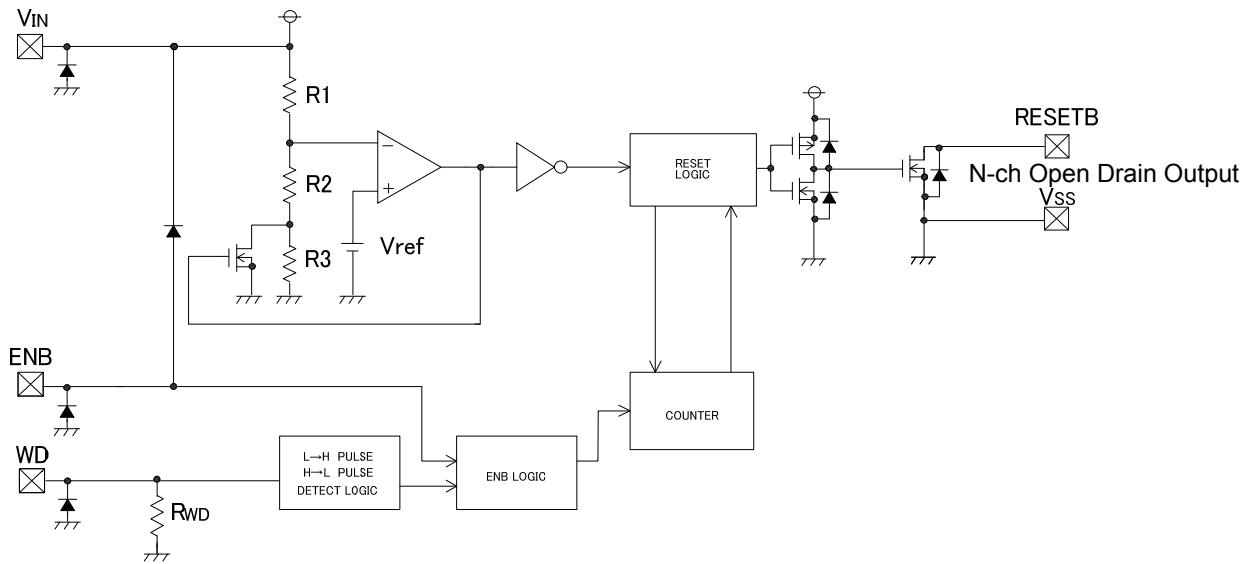 VIN
R1
R2
R3
−
+
Vref
RESET
LOGIC
RESETB
N-ch Open Drain Output
VSS
ENB
COUNTER
WD
L→H PULSE
H→L PULSE
DETECT LOGIC
ENB LOGIC
RWD